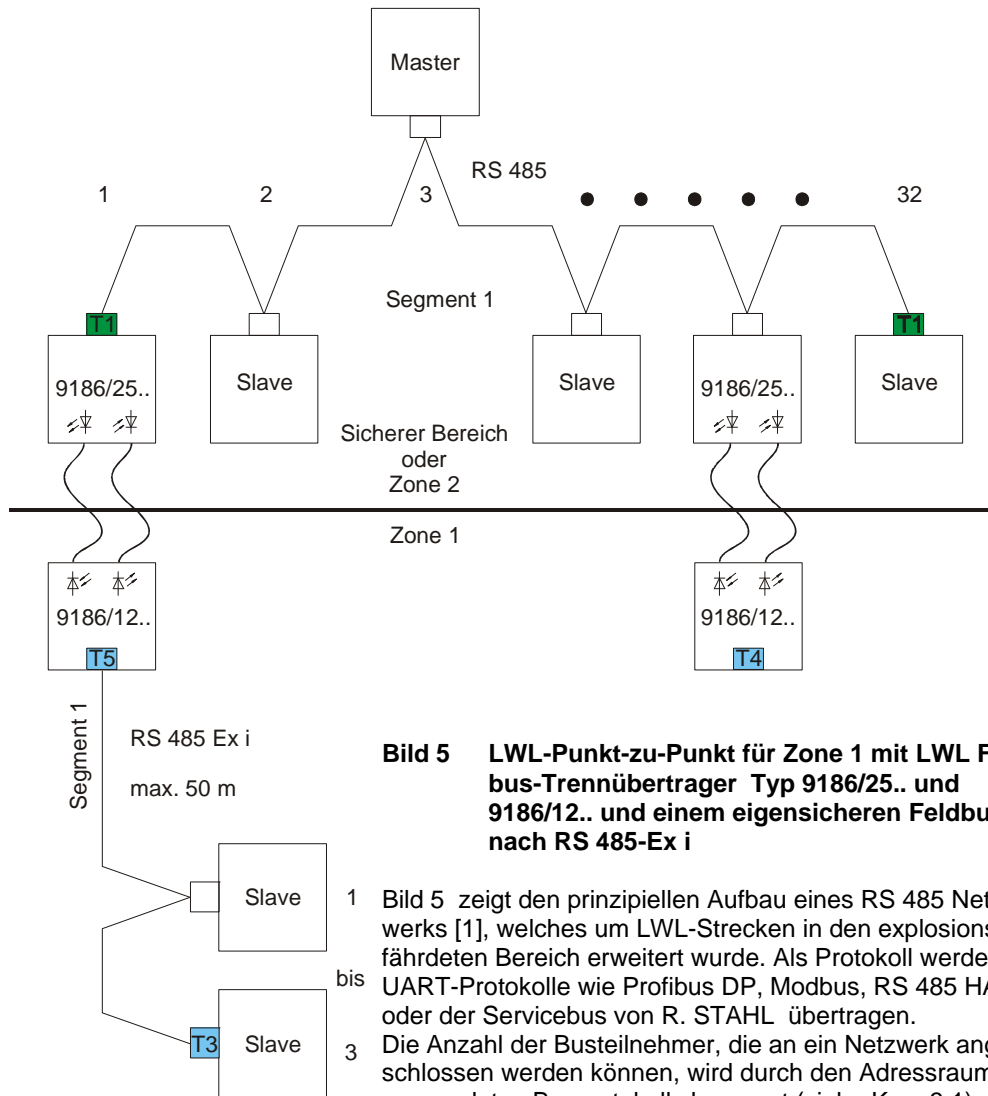 Master
RS 485
1 2 3 32
Segment 1
T1 T1
9186/25.. Slave Slave 9186/25.. Slave
Sicherer Bereich
oder
Zone 2
Zone 1
9186/12.. 9186/12..
T5 T4
Segment 1
RS 485 Ex i
max. 50 m
Bild 5 LWL-Punkt-zu-Punkt für Zone 1 mit LWL
bus-Trennübertrager Typ 9186/25.. und
9186/12.. und einem eigensicheren
nach RS 485-Ex i
Slave 1
bis
T3 Slave 3
Bild 5 zeigt den prinzipiellen Aufbau eines RS 485
werks [1], welches um LWL-Strecken in den
fährdeten Bereich erweitert wurde. Als Protokoll
UART-Protokolle wie Profibus DP, Modbus, RS 485
oder der Servicebus von R. STAHL übertragen.
Die Anzahl der Busteilnehmer, die an ein Netzwerk
schlossen werden können, wird durch den Adressraum